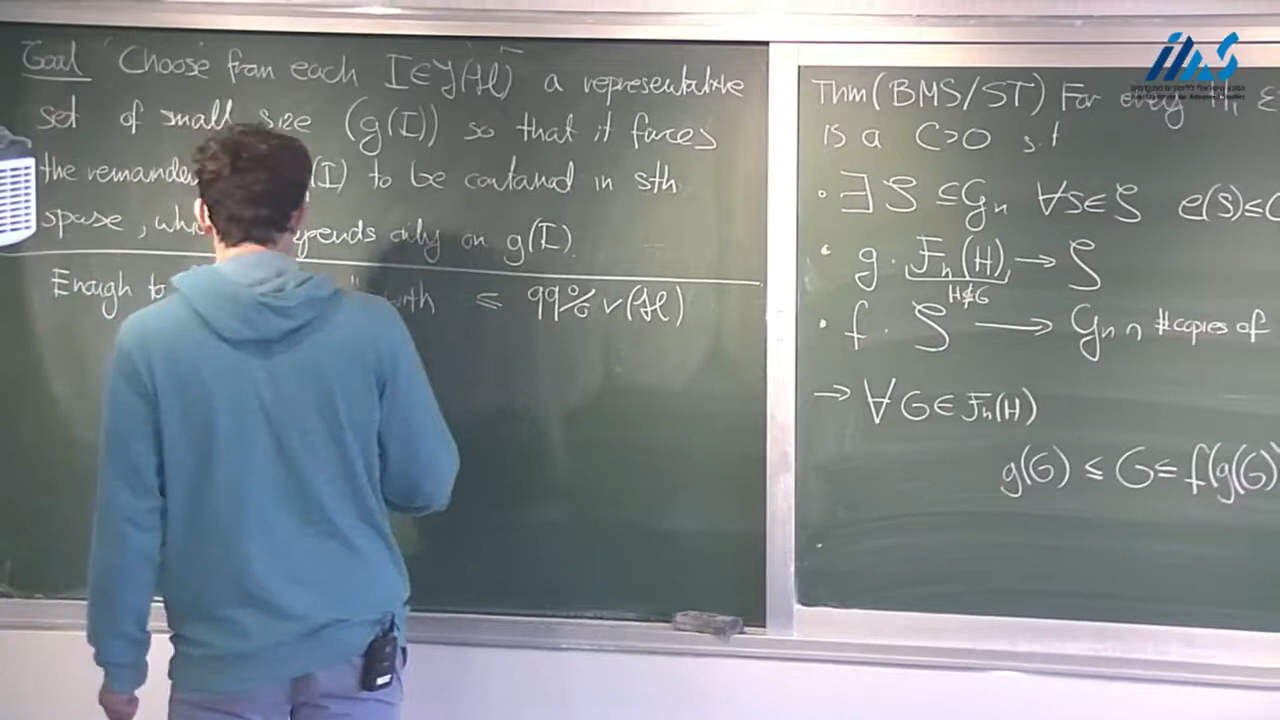 Goal "Choose from each I∈𝓘(ℋ) a representative
set of small size (g(I)) so that it forces
the remainder (I) to be contained in sth
sparse, which depends only on g(I).
Enough to with ≤ 99% v(ℋ)
Thm (BMS/ST) For every H ε
is a C>0 s.t
• ∃ S ⊆ G_n ∀s∈S e(s)≤C
• g: F_n(H) → S
H⊄G
• f: S → G_n , #copies of
→ ∀G∈F_n(H)
g(G) ≤ G ≤ f(g(G)